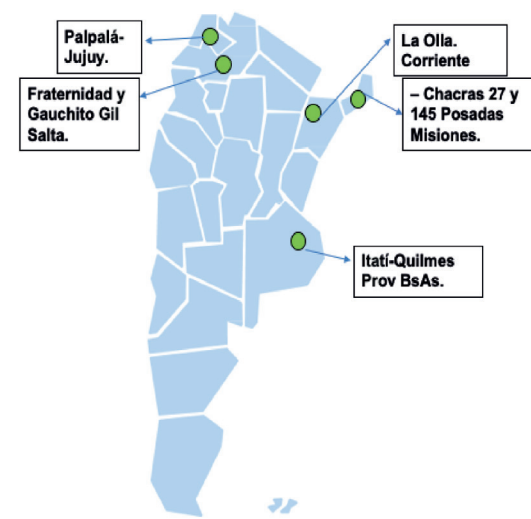 Palpalá-
Jujuy.
Fraternidad y
Gauchito Gil
Salta.
La Olla.
Corriente
– Chacras 27 y
145 Posadas
Misiones.
Itatí-Quilmes
Prov BsAs.